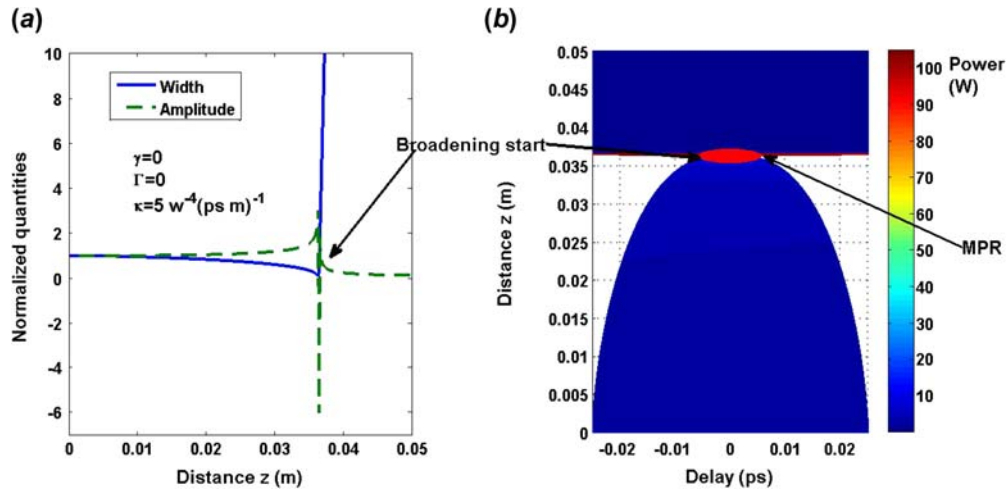 (a)
(b)
Width
Amplitude
γ=0
Γ=0
κ=5 w⁻⁴(ps m)⁻¹
Normalized quantities
10
8
6
4
2
0
-2
-4
-6
0
0.01
0.02
0.03
0.04
0.05
Distance z (m)
Broadening start
MPR
Distance z (m)
0.05
0.045
0.04
0.035
0.03
0.025
0.02
0.015
0.01
0.005
0
-0.02
-0.01
0
0.01
0.02
Delay (ps)
Power
(W)
100
90
80
70
60
50
40
30
20
10